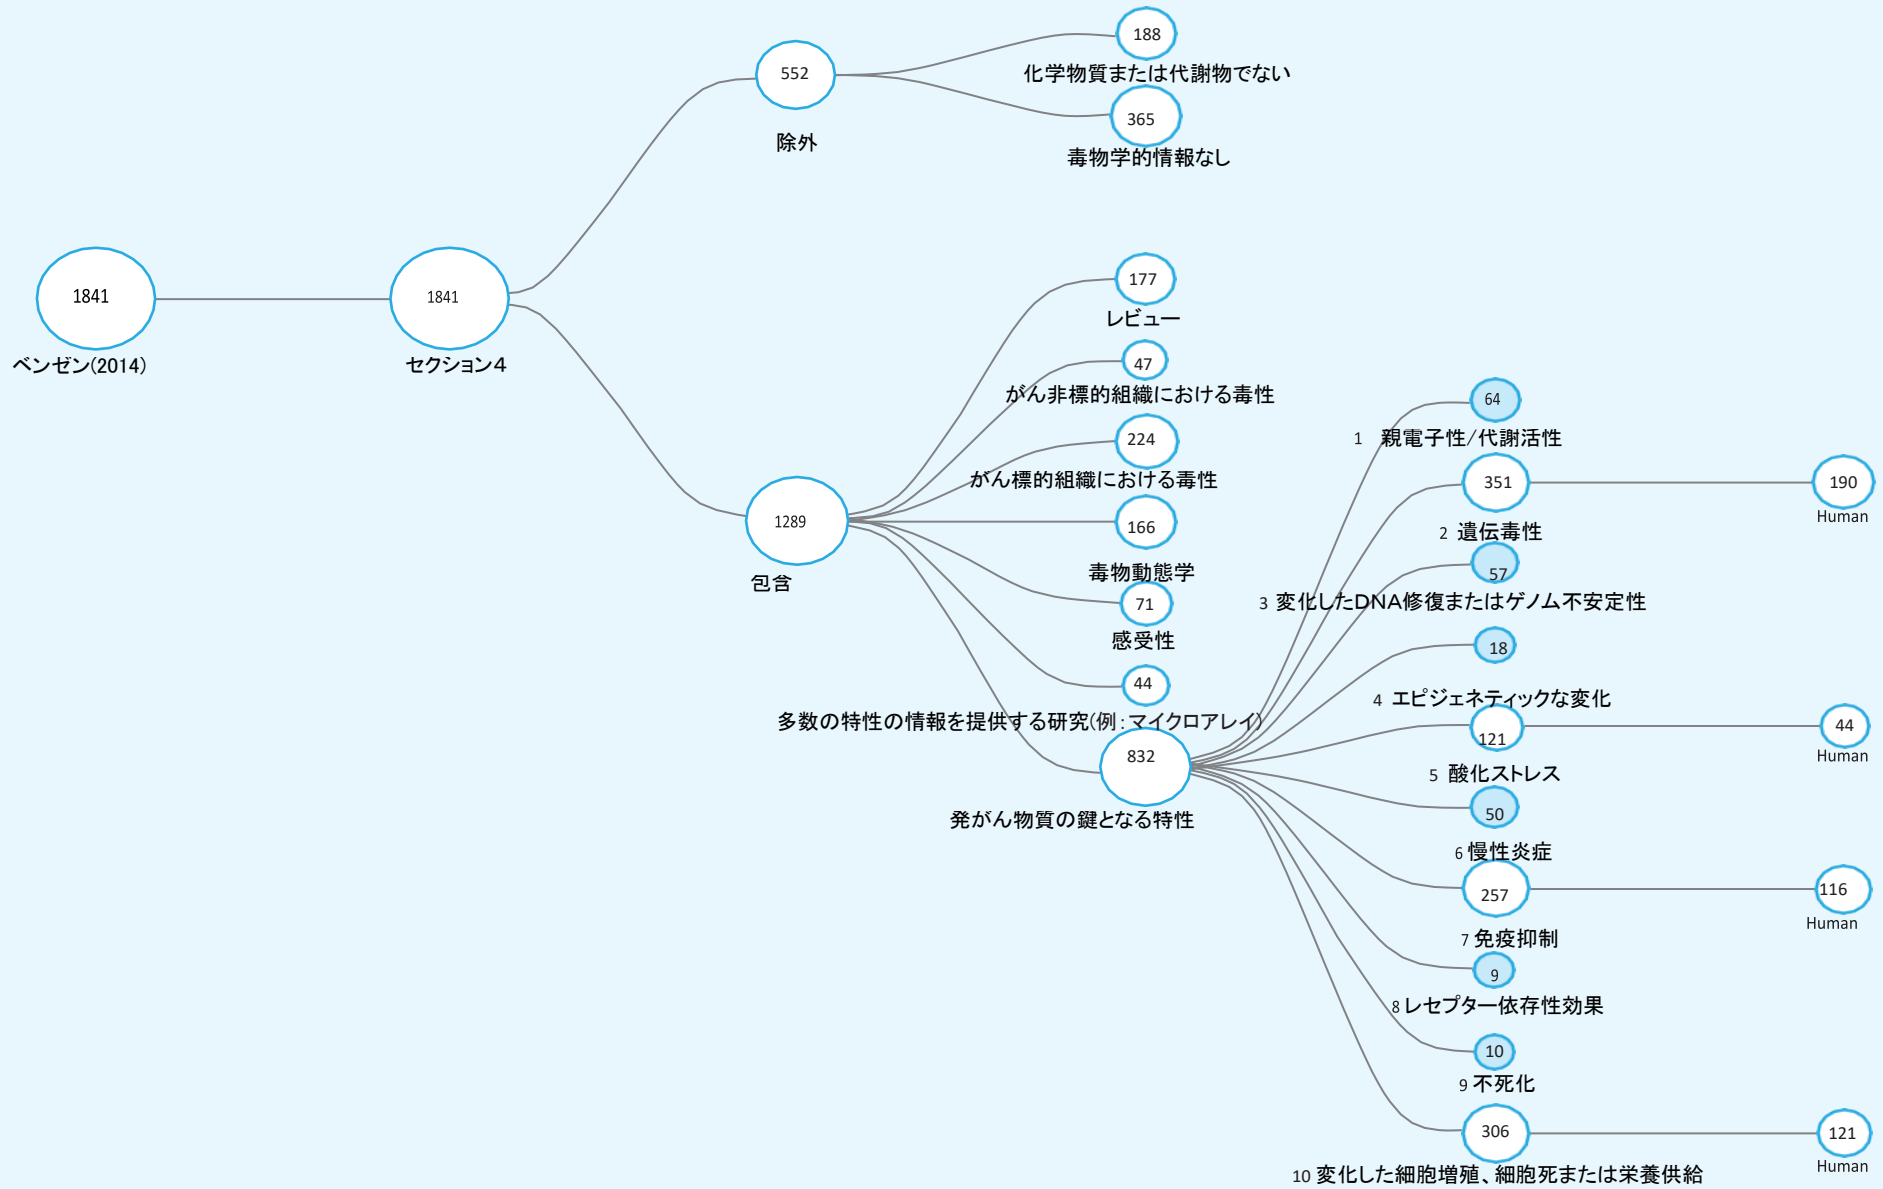 1841
ベンゼン(2014)
1841
セクション4
552
除外
188
化学物質または代謝物でない
365
毒物学的情報なし
1289
包含
177
レビュー
47
がん非標的組織における毒性
224
がん標的組織における毒性
166
毒物動態学
71
感受性
44
多数の特性の情報を提供する研究(例:マイクロアレイ)
832
発がん物質の鍵となる特性
64
1 親電子性/代謝活性
351
2 遺伝毒性
190
Human
57
3 変化したDNA修復またはゲノム不安定性
18
4 エピジェネティックな変化
121
5 酸化ストレス
44
Human
50
6 慢性炎症
257
7 免疫抑制
116
Human
9
8 レセプター依存性効果
10
9 不死化
306
10 変化した細胞増殖、細胞死または栄養供給
121
Human